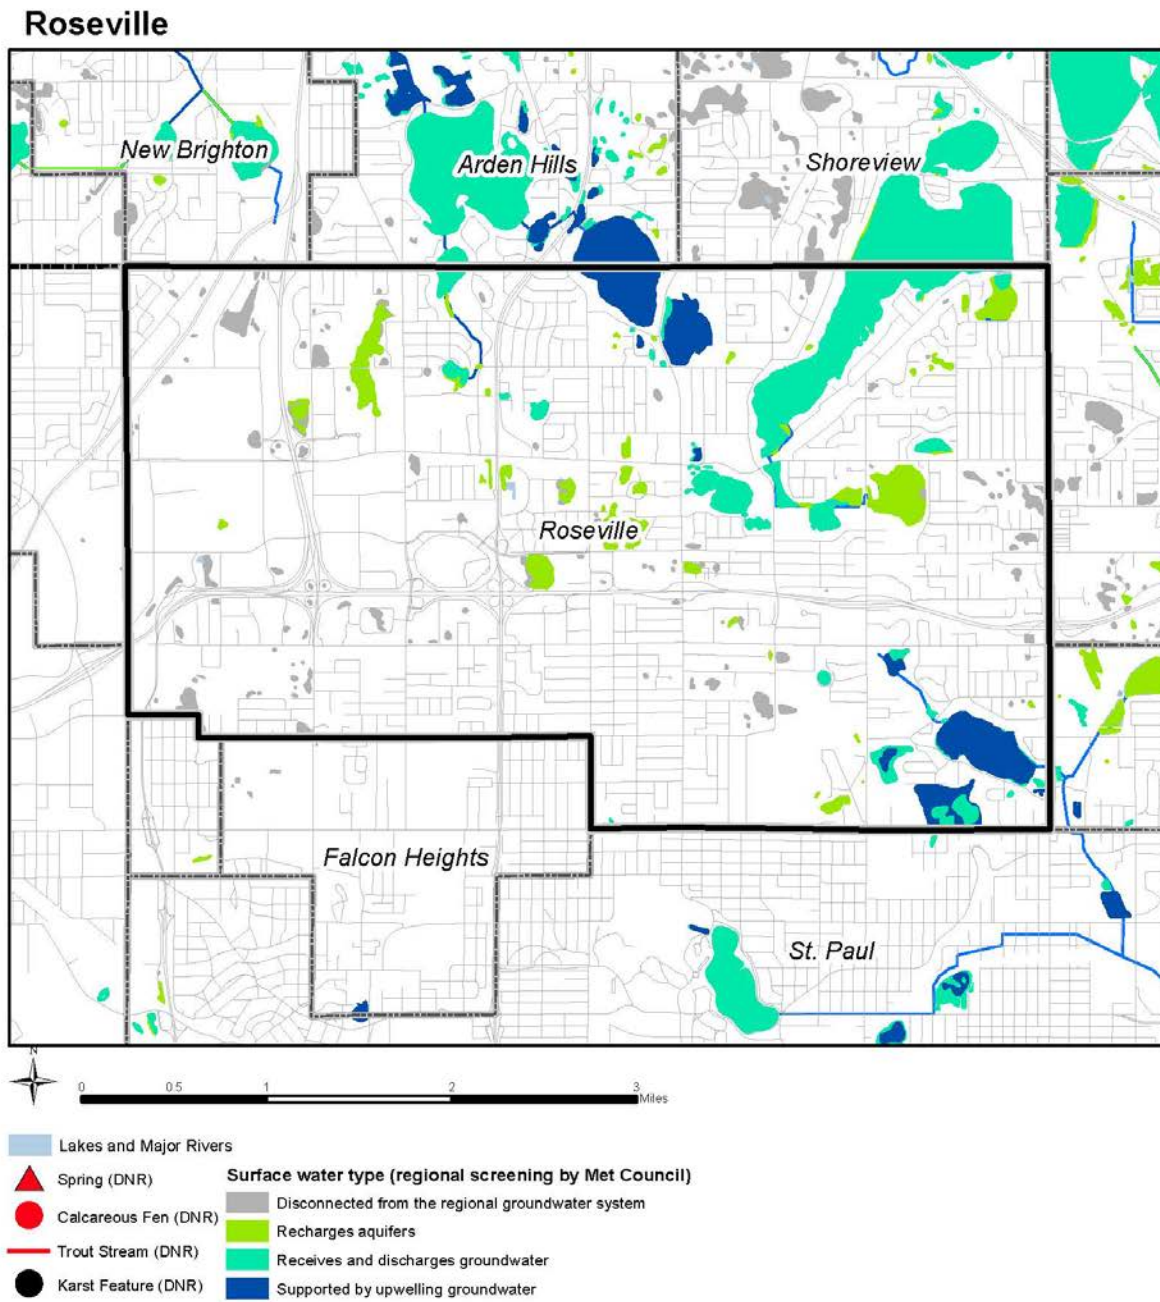 Roseville
New Brighton
Arden Hills
Shoreview
Roseville
Falcon Heights
St. Paul
N
0 0.5 1 2 3
Miles
Lakes and Major Rivers
Spring (DNR)
Calcareous Fen (DNR)
Trout Stream (DNR)
Karst Feature (DNR)
Surface water type (regional screening by Met Council)
Disconnected from the regional groundwater system
Recharges aquifers
Receives and discharges groundwater
Supported by upwelling groundwater